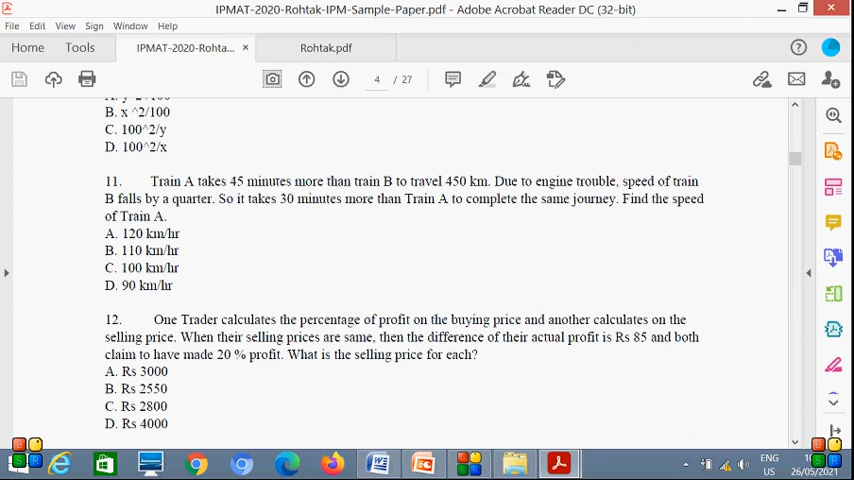 IPMAT-2020-Rohtak-IPM-Sample-Paper.pdf - Adobe Acrobat Reader DC (32-bit)
File Edit View Sign Window Help
Home Tools IPMAT-2020-Rohta... × Rohtak.pdf
4 / 27
B. x ^2/100
C. 100^2/y
D. 100^2/x
11. Train A takes 45 minutes more than train B to travel 450 km. Due to engine trouble, speed of train
B falls by a quarter. So it takes 30 minutes more than Train A to complete the same journey. Find the speed
of Train A.
A. 120 km/hr
B. 110 km/hr
C. 100 km/hr
D. 90 km/hr
12. One Trader calculates the percentage of profit on the buying price and another calculates on the
selling price. When their selling prices are same, then the difference of their actual profit is Rs 85 and both
claim to have made 20 % profit. What is the selling price for each?
A. Rs 3000
B. Rs 2550
C. Rs 2800
D. Rs 4000
ENG
US 26/05/2021